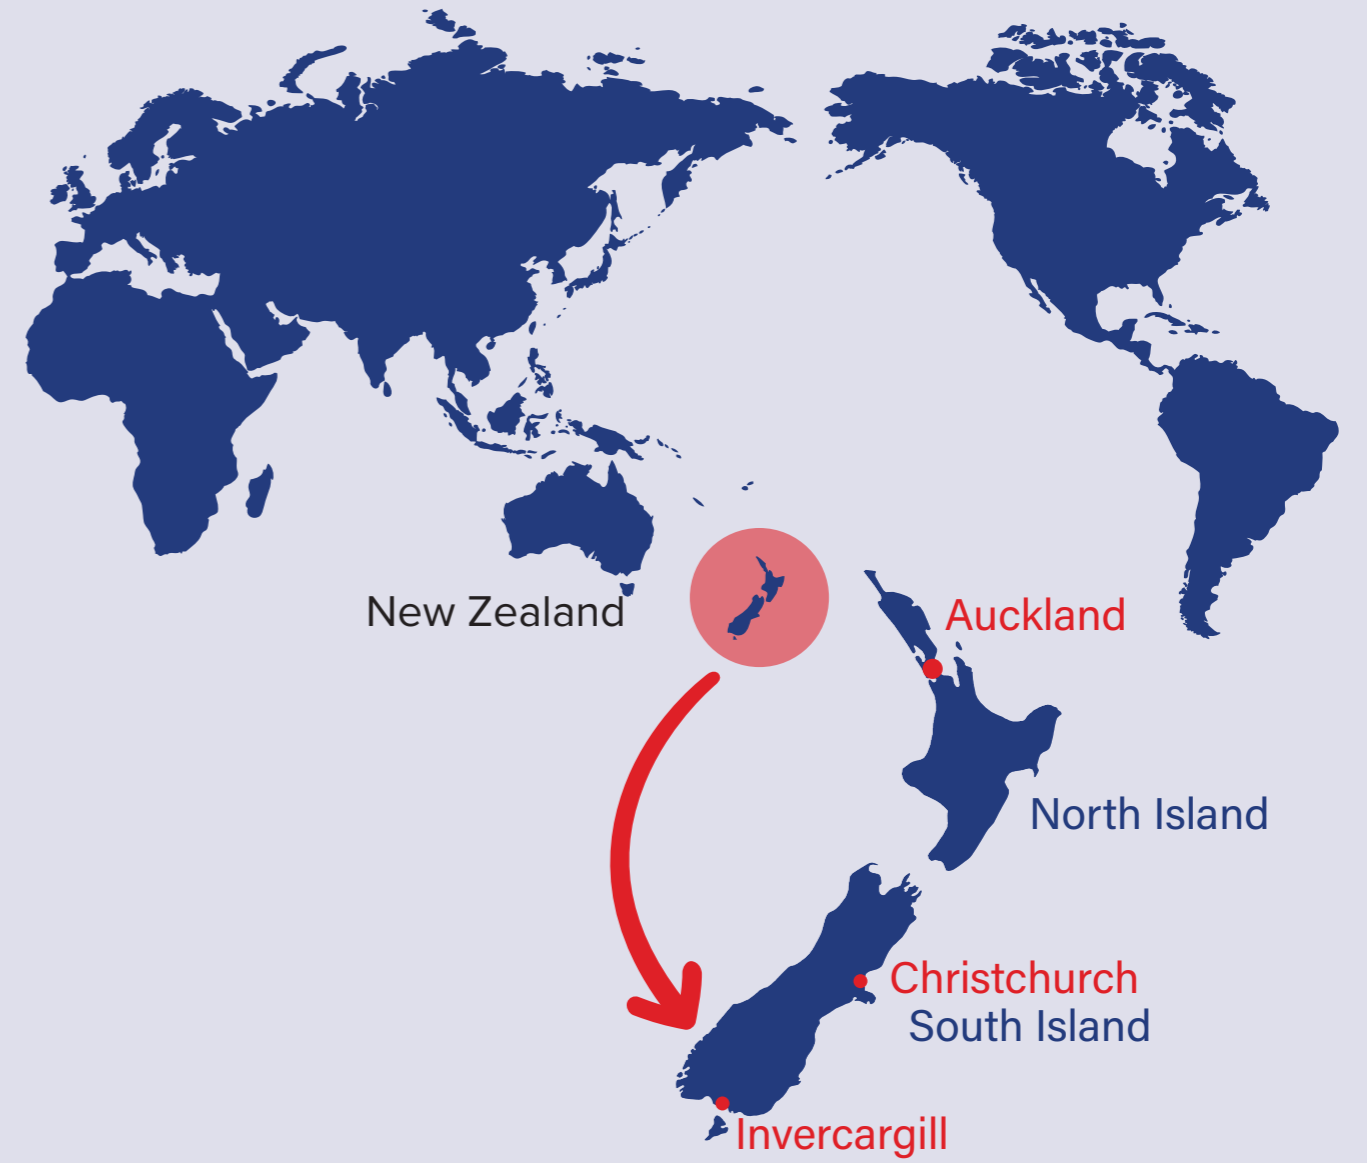 New Zealand
Auckland
North Island
Christchurch
South Island
Invercargill